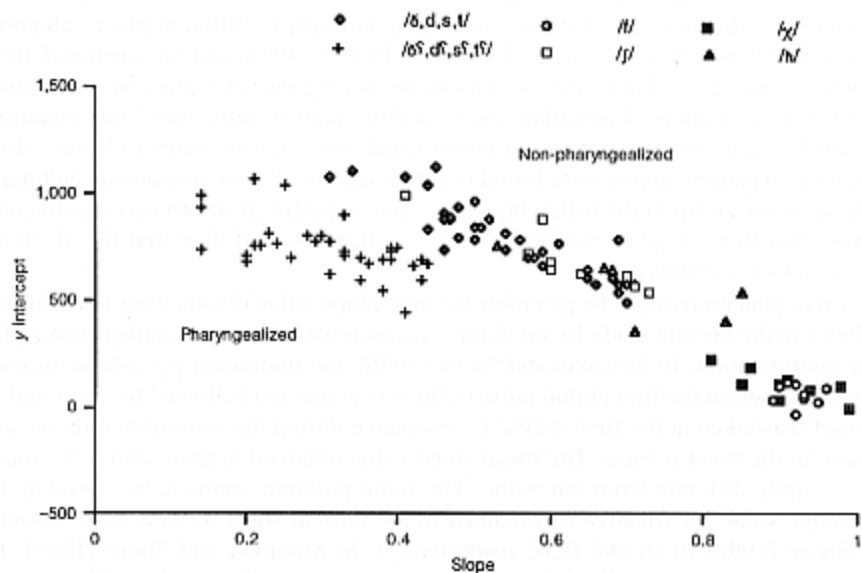 /ð,d,s,t/ /χ/
/ðˤ,dˤ,sˤ,tˤ/ /ħ/
1,500
Non-pharyngealized
1,000
y Intercept
500
Pharyngealized
0
−500
0 0.2 0.4 0.6 0.8 1
Slope